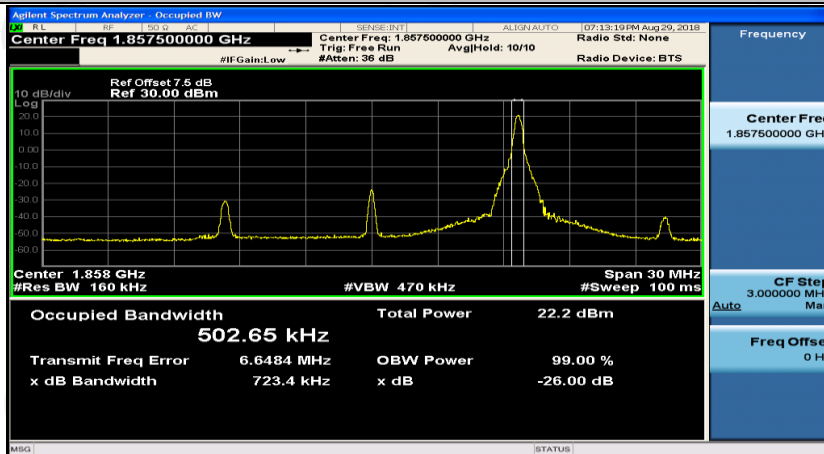 Agilent Spectrum Analyzer - Occupied BW
LXI RL RF 50 Ω AC SENSE:INT ALIGN AUTO 07:13:19 PM Aug 29, 2018
Center Freq 1.857500000 GHz
Center Freq: 1.857500000 GHz
Radio Std: None
Trig: Free Run Avg|Hold: 10/10
#IFGain:Low
#Atten: 36 dB
Radio Device: BTS
Ref Offset 7.5 dB
10 dB/div Ref 30.00 dBm
Log
20.0
10.0
0.00
-10.0
-20.0
-30.0
-40.0
-50.0
-60.0
Center 1.858 GHz Span 30 MHz
#Res BW 160 kHz #VBW 470 kHz #Sweep 100 ms
Occupied Bandwidth Total Power 22.2 dBm
502.65 kHz
Transmit Freq Error 6.6484 MHz OBW Power 99.00 %
x dB Bandwidth 723.4 kHz x dB -26.00 dB
MSG STATUS
Frequency
Center Fre
1.857500000 GH
CF Step
3.000000 MH
Auto Ma
Freq Offse
0 H